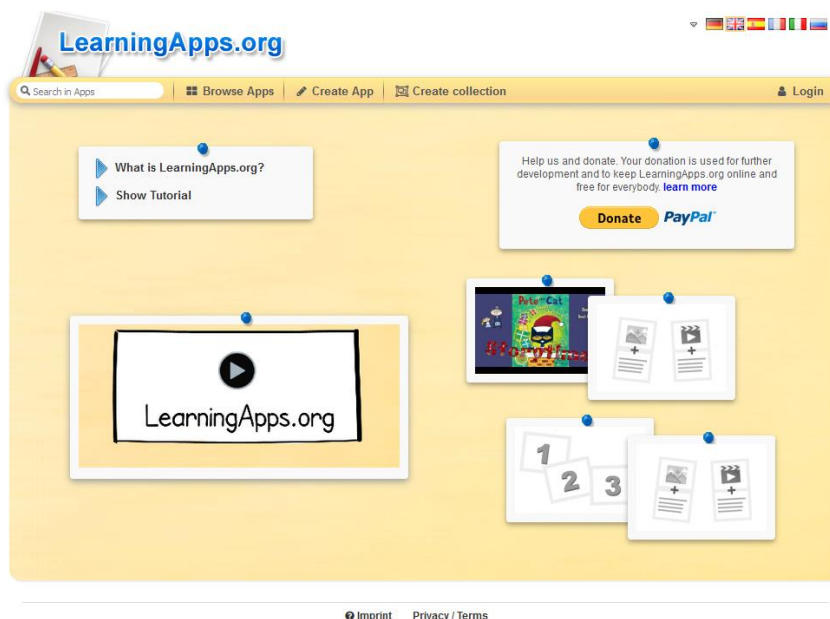 LearningApps.org
Search in Apps
Browse Apps
Create App
Create collection
Login
What is LearningApps.org?
Show Tutorial
Help us and donate. Your donation is used for further
development and to keep LearningApps.org online and
free for everybody. learn more
Donate PayPal
Pete the Cat
Storytime
LearningApps.org
1
2
3
Imprint
Privacy / Terms